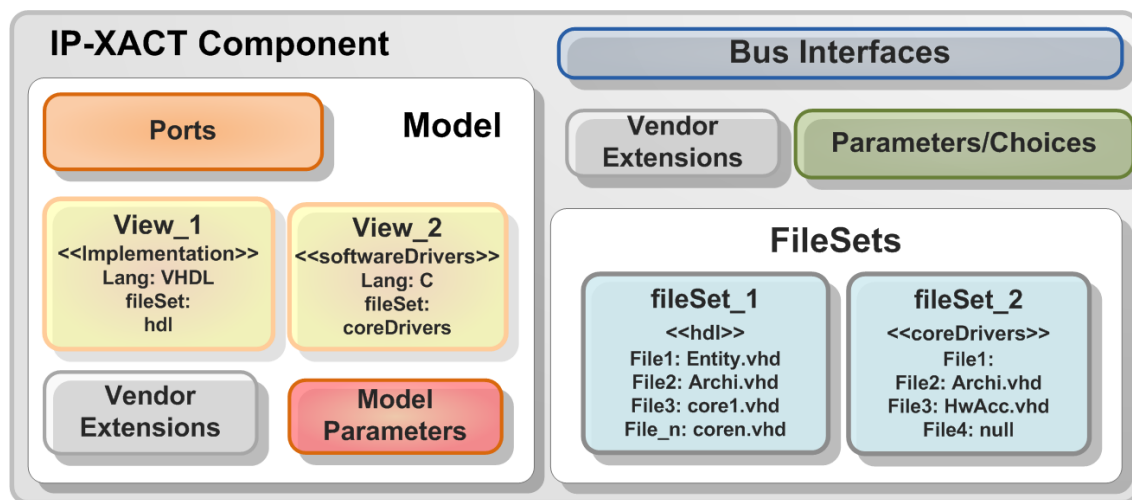 IP-XACT Component
Model
Ports
View_1
<<Implementation>>
Lang: VHDL
fileSet:
hdl
View_2
<<softwareDrivers>>
Lang: C
fileSet:
coreDrivers
Vendor
Extensions
Model
Parameters
Bus Interfaces
Vendor
Extensions
Parameters/Choices
FileSets
fileSet_1
<<hdl>>
File1: Entity.vhd
File2: Archi.vhd
File3: core1.vhd
File_n: coren.vhd
fileSet_2
<<coreDrivers>>
File1:
File2: Archi.vhd
File3: HwAcc.vhd
File4: null